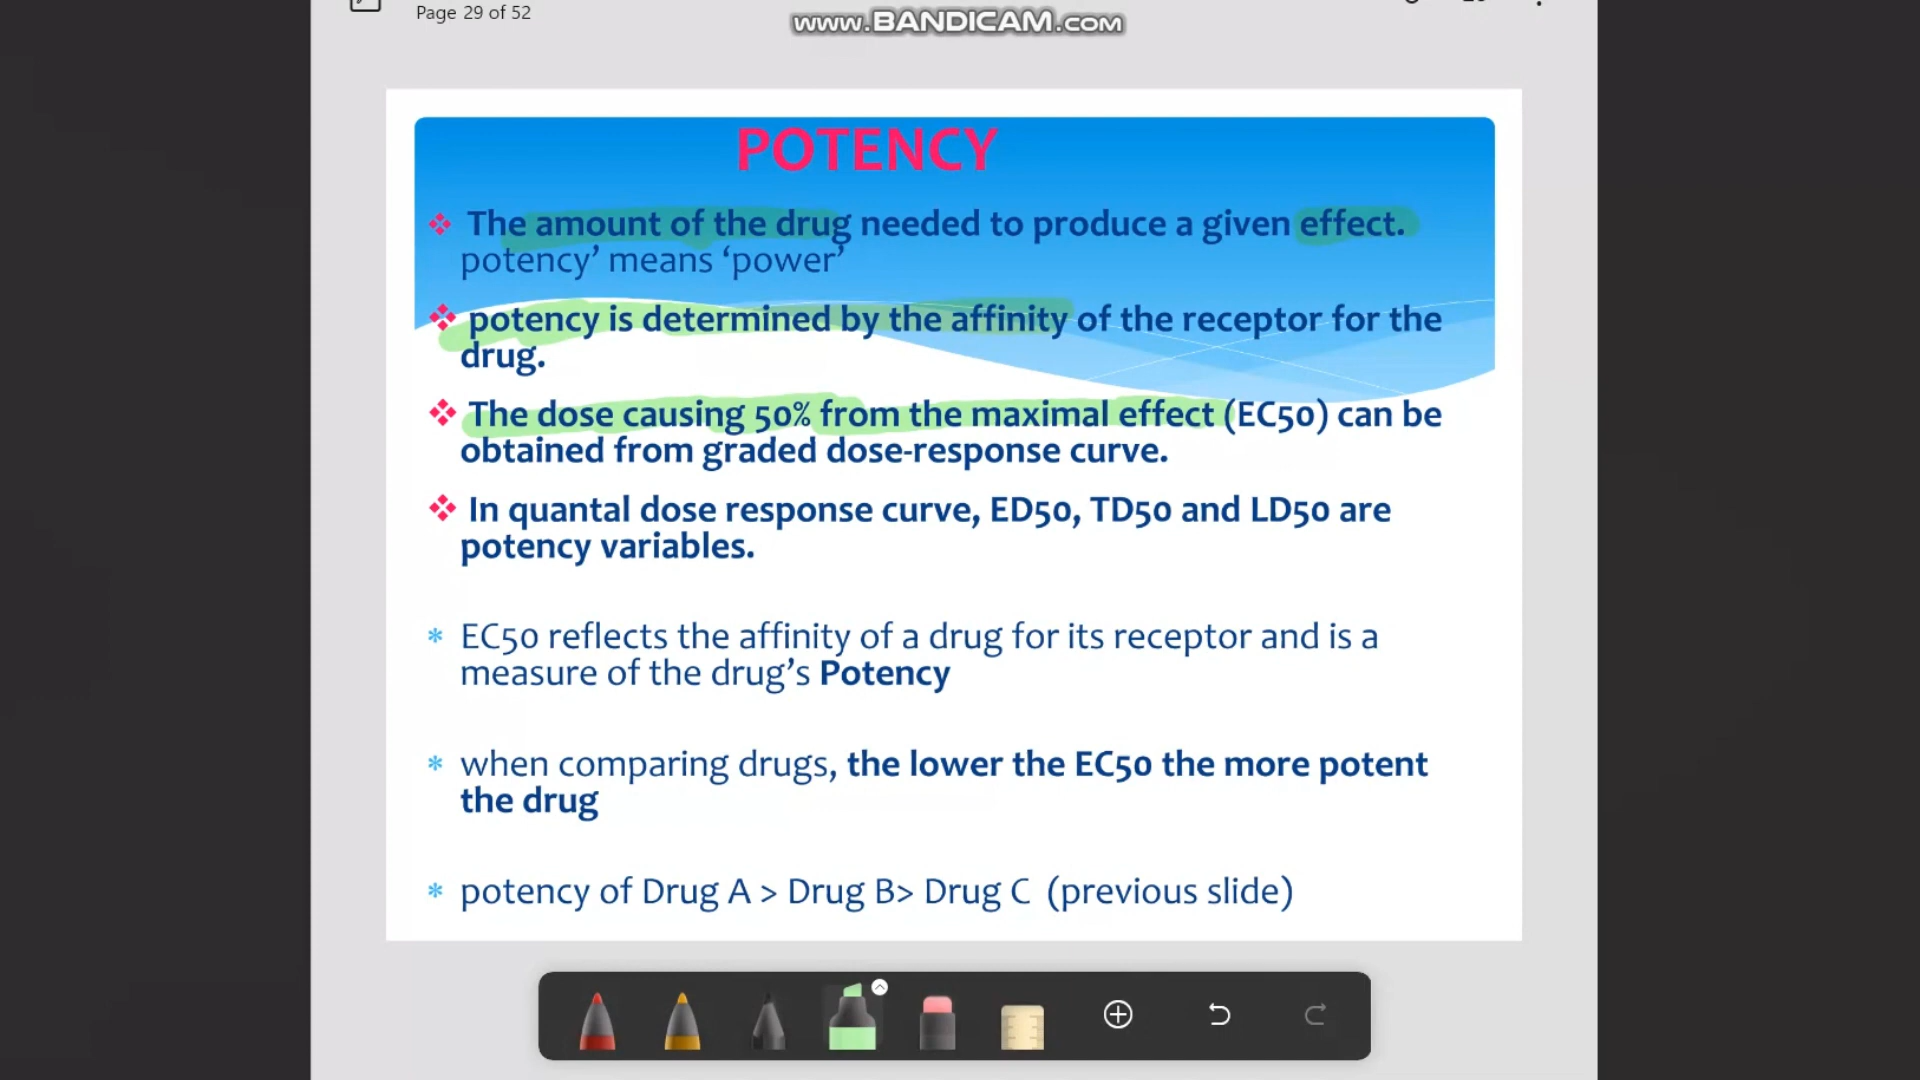 Page 29 of 52
www.BANDICAM.com
POTENCY
❖ The amount of the drug needed to produce a given effect.
potency’ means ‘power’
❖ potency is determined by the affinity of the receptor for the
drug.
❖ The dose causing 50% from the maximal effect (EC50) can be
obtained from graded dose-response curve.
❖ In quantal dose response curve, ED50, TD50 and LD50 are
potency variables.
* EC50 reflects the affinity of a drug for its receptor and is a
measure of the drug’s Potency
* when comparing drugs, the lower the EC50 the more potent
the drug
* potency of Drug A > Drug B> Drug C (previous slide)